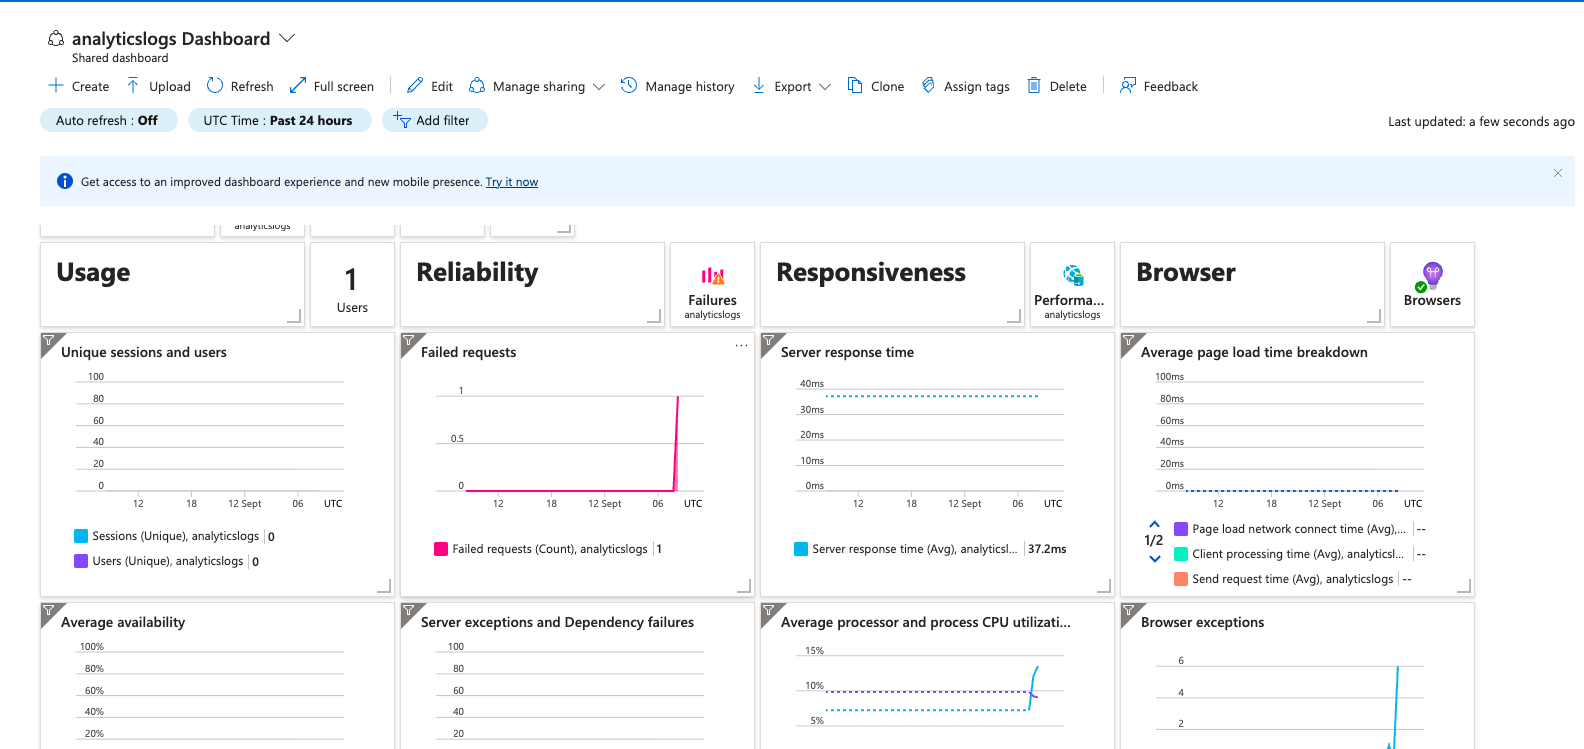 analyticslogs Dashboard
Shared dashboard
Create Upload Refresh Full screen Edit Manage sharing Manage history Export Clone Assign tags Delete Feedback
Auto refresh : Off UTC Time : Past 24 hours Add filter
Last updated: a few seconds ago
Get access to an improved dashboard experience and new mobile presence. Try it now
analyticslogs
Usage
1
Users
Reliability
Failures
analyticslogs
Responsiveness
Performa...
analyticslogs
Browser
Browsers
Unique sessions and users
100
80
60
40
20
0
12 18 12 Sept 06 UTC
Sessions (Unique), analyticslogs 0
Users (Unique), analyticslogs 0
Failed requests
...
1
0.5
0
12 18 12 Sept 06 UTC
Failed requests (Count), analyticslogs 1
Server response time
40ms
30ms
20ms
10ms
0ms
12 18 12 Sept 06 UTC
Server response time (Avg), analyticsl... 37.2ms
Average page load time breakdown
100ms
80ms
60ms
40ms
20ms
0ms
12 18 12 Sept 06 UTC
1/2
Page load network connect time (Avg),... --
Client processing time (Avg), analyticsl... --
Send request time (Avg), analyticslogs --
Average availability
100%
80%
60%
40%
20%
Server exceptions and Dependency failures
100
80
60
40
20
Average processor and process CPU utilizati...
15%
10%
5%
Browser exceptions
6
4
2